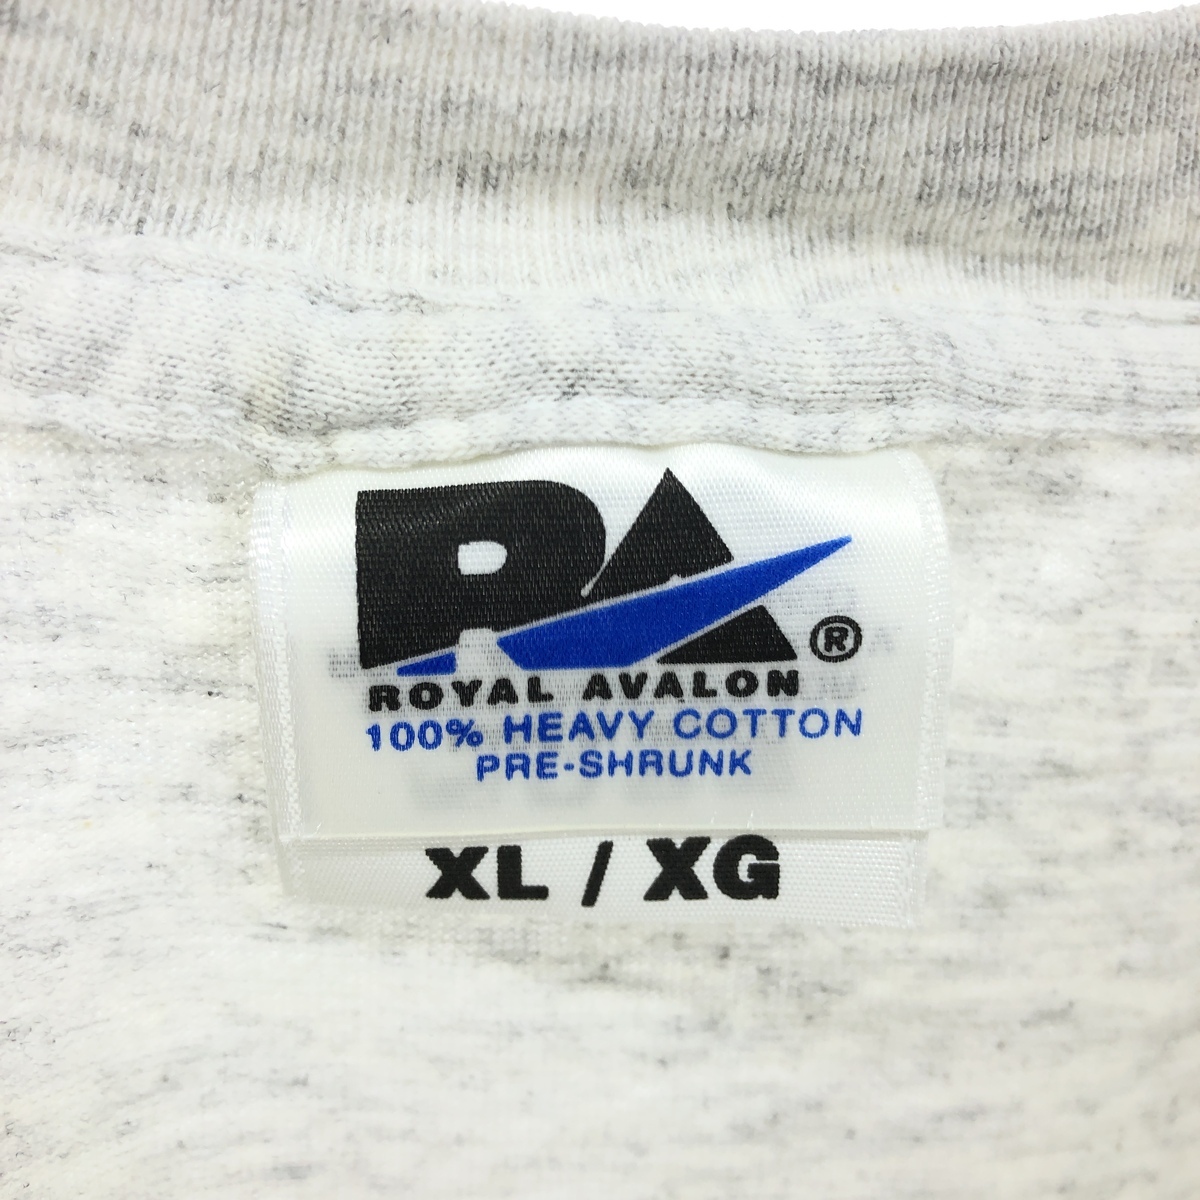 RA ®
ROYAL AVALON
100% HEAVY COTTON
PRE-SHRUNK
XL / XG